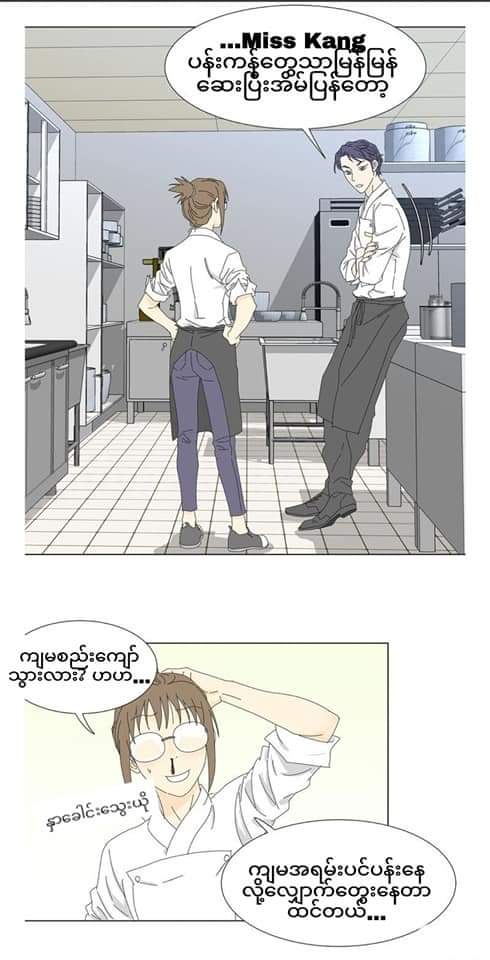 ...Miss Kang
ပန်းကန်တွေသာမြန်မြန်
ဆေးပြီးအိမ်ပြန်တော့
ကျမစည်းကျော်
သွားလား? ဟဟ...
နှာခေါင်းသွေးယို
ကျမအရမ်းပင်ပန်းနေ
လို့လျှောက်တွေးနေတာ
ထင်တယ်...